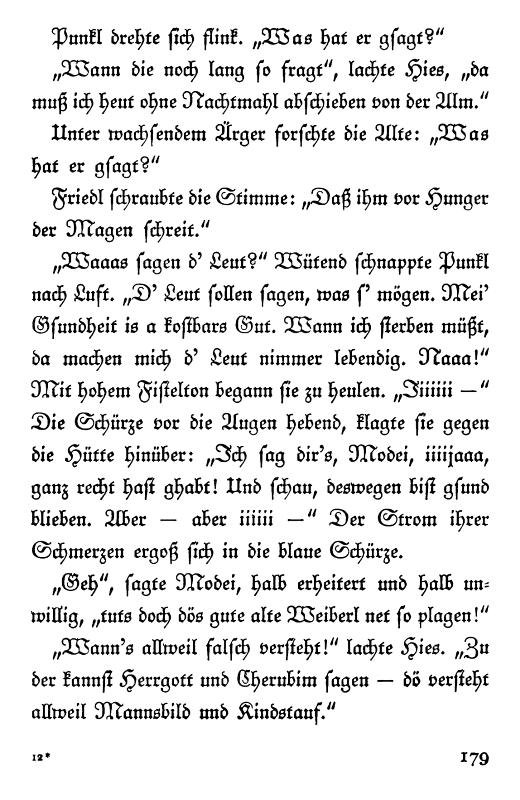 Punkl drehte sich flink. „Was hat er gsagt?“
„Wann die noch lang so fragt“, lachte Hies, „da
muß ich heut ohne Nachtmahl abschieben von der Alm.“
Unter wachsendem Ärger forschte die Alte: „Was
hat er gsagt?“
Friedl schraubte die Stimme: „Daß ihm vor Hunger
der Magen schreit.“
„Waaas sagen d’ Leut?“ Wütend schnappte Punkl
nach Luft. „D’ Leut sollen sagen, was s’ mögen. Mei’
Gsundheit is a kostbars Gut. Wann ich sterben müßt,
da machen mich d’ Leut nimmer lebendig. Naaa!“
Mit hohem Fistelton begann sie zu heulen. „Jiiiiii —“
Die Schürze vor die Augen hebend, klagte sie gegen
die Hütte hinüber: „Ich sag dir’s, Modei, iiiijaaa,
ganz recht hast ghabt! Und schau, deswegen bist gsund
blieben. Aber — aber iiiiii —“ Der Strom ihrer
Schmerzen ergoß sich in die blaue Schürze.
„Geh“, sagte Modei, halb erheitert und halb un-
willig, „tuts doch dös gute alte Weiberl net so plagen!“
„Wann’s allweil falsch versteht!“ lachte Hies. „Zu
der kannst Herrgott und Cherubim sagen — dö versteht
allweil Mannsbild und Kindstauf.“
12* 179